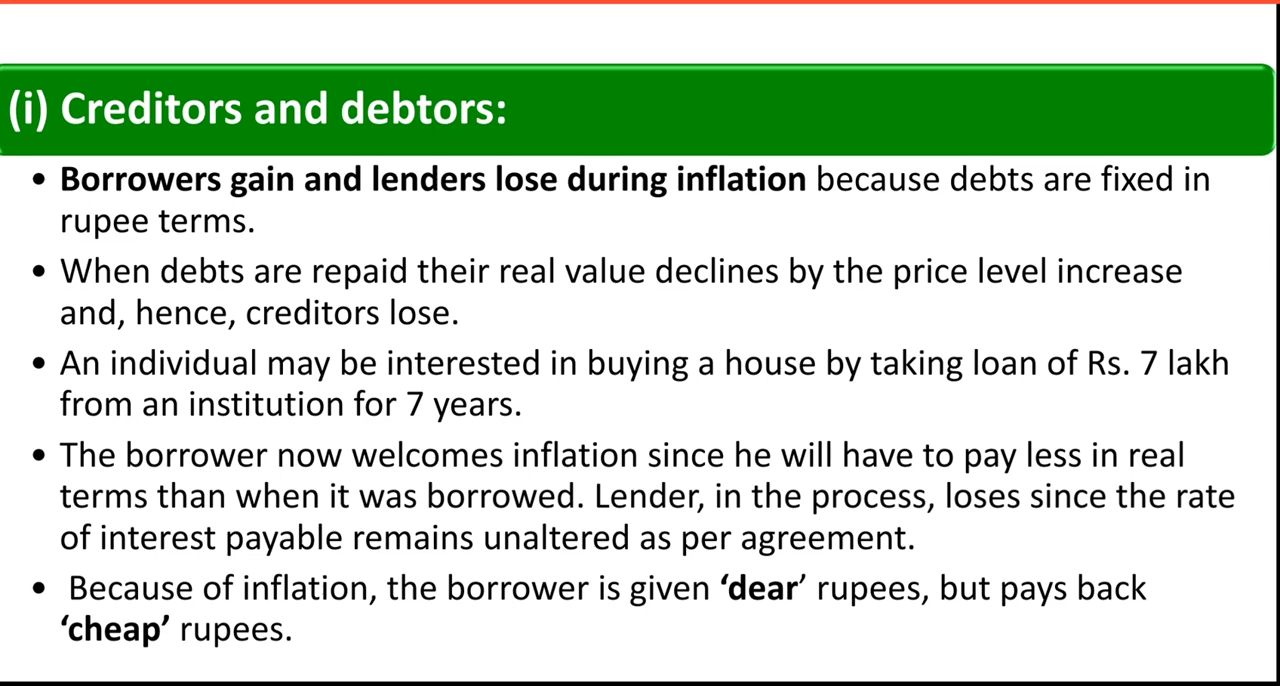 (i) Creditors and debtors:
• Borrowers gain and lenders lose during inflation because debts are fixed in
rupee terms.
• When debts are repaid their real value declines by the price level increase
and, hence, creditors lose.
• An individual may be interested in buying a house by taking loan of Rs. 7 lakh
from an institution for 7 years.
• The borrower now welcomes inflation since he will have to pay less in real
terms than when it was borrowed. Lender, in the process, loses since the rate
of interest payable remains unaltered as per agreement.
• Because of inflation, the borrower is given ‘dear’ rupees, but pays back
‘cheap’ rupees.